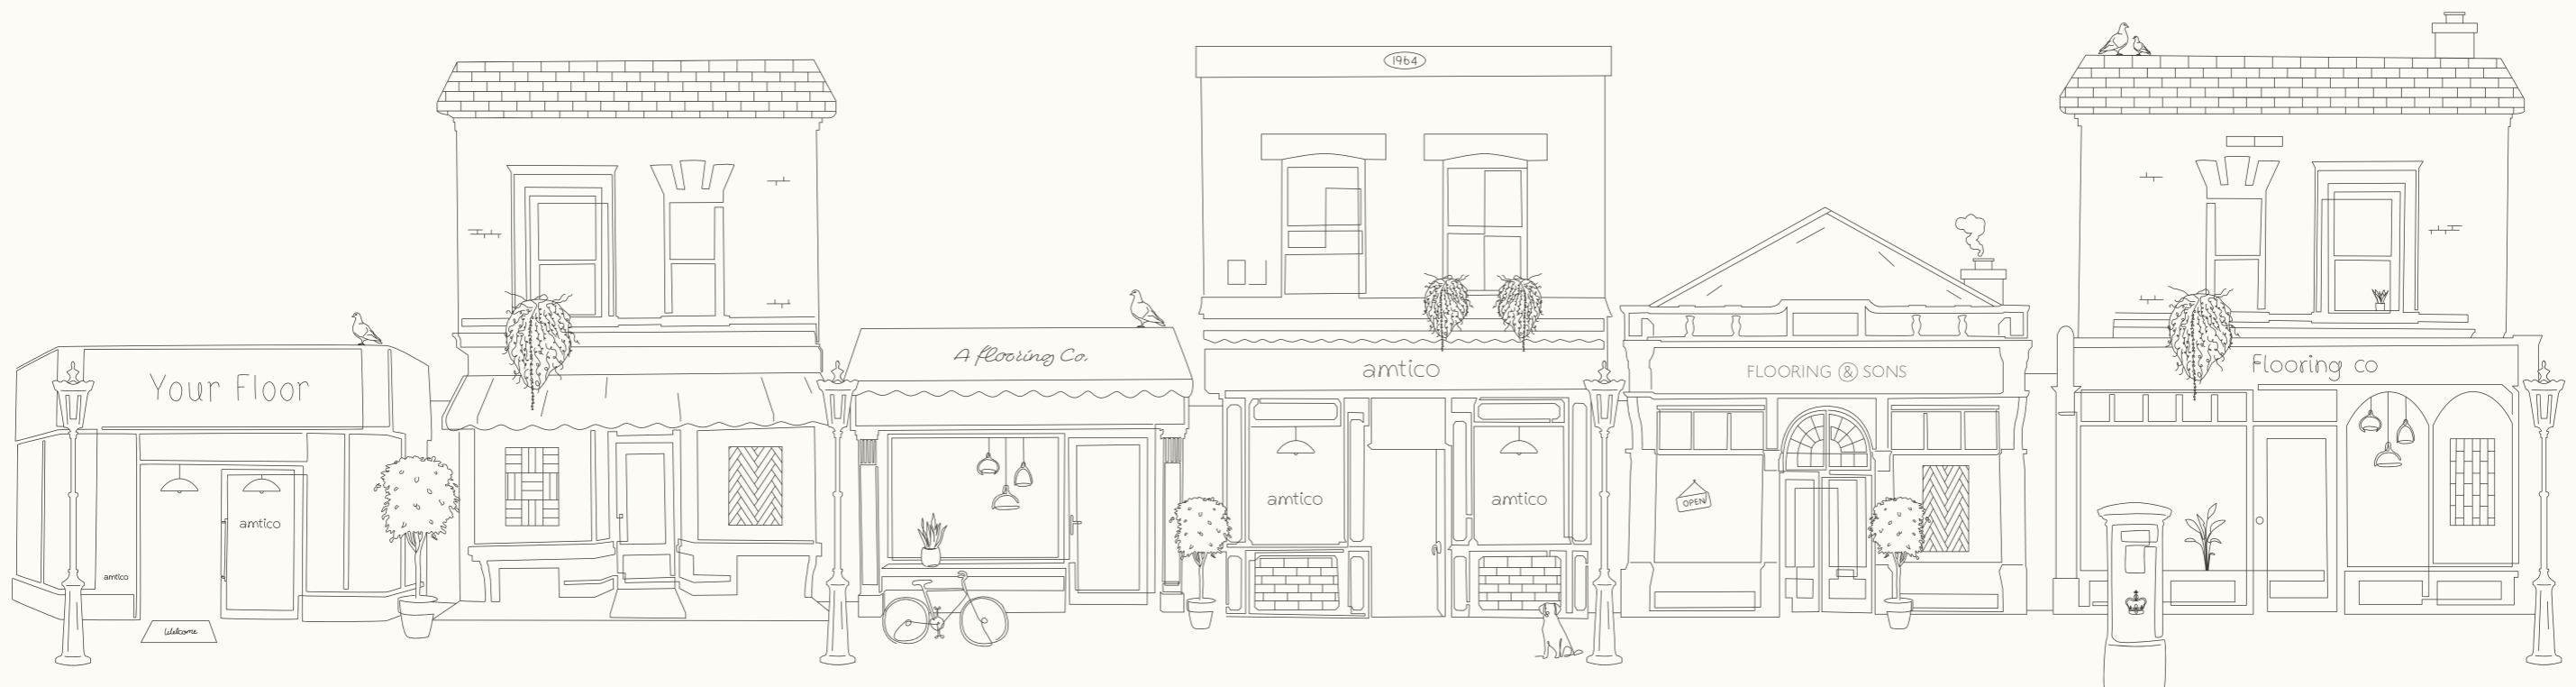 Your Floor
amtico
amtico
Welcome
A flooring Co.
1964
amtico
amtico
amtico
FLOORING & SONS
OPEN
Flooring co